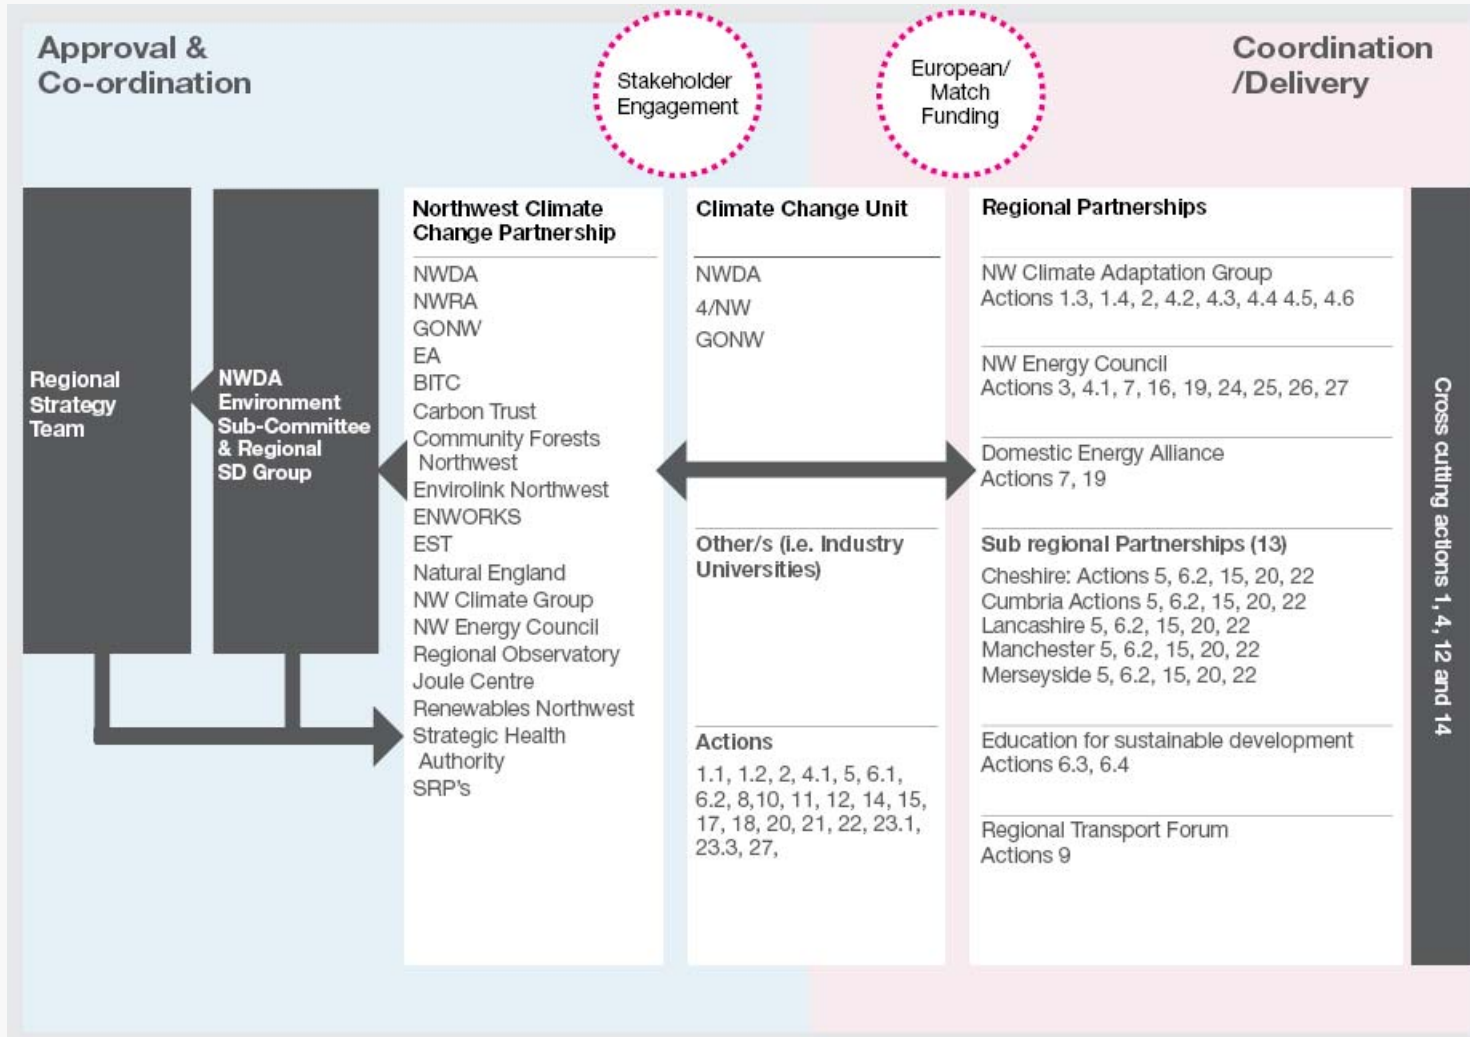 Approval &
Co-ordination
Stakeholder
Engagement
European/
Match
Funding
Coordination
/Delivery
Regional
Strategy
Team
NWDA
Environment
Sub-Committee
& Regional
SD Group
Northwest Climate
Change Partnership
NWDA
NWRA
GONW
EA
BITC
Carbon Trust
Community Forests
Northwest
Envirolink Northwest
ENWORKS
EST
Natural England
NW Climate Group
NW Energy Council
Regional Observatory
Joule Centre
Renewables Northwest
Strategic Health
Authority
SRP's
Climate Change Unit
NWDA
4/NW
GONW
Other/s (i.e. Industry
Universities)
Actions
1.1, 1.2, 2, 4.1, 5, 6.1,
6.2, 8,10, 11, 12, 14, 15,
17, 18, 20, 21, 22, 23.1,
23.3, 27,
Regional Partnerships
NW Climate Adaptation Group
Actions 1.3, 1.4, 2, 4.2, 4.3, 4.4 4.5, 4.6
NW Energy Council
Actions 3, 4.1, 7, 16, 19, 24, 25, 26, 27
Domestic Energy Alliance
Actions 7, 19
Sub regional Partnerships (13)
Cheshire: Actions 5, 6.2, 15, 20, 22
Cumbria Actions 5, 6.2, 15, 20, 22
Lancashire 5, 6.2, 15, 20, 22
Manchester 5, 6.2, 15, 20, 22
Merseyside 5, 6.2, 15, 20, 22
Education for sustainable development
Actions 6.3, 6.4
Regional Transport Forum
Actions 9
Cross cutting actions 1, 4, 12 and 14